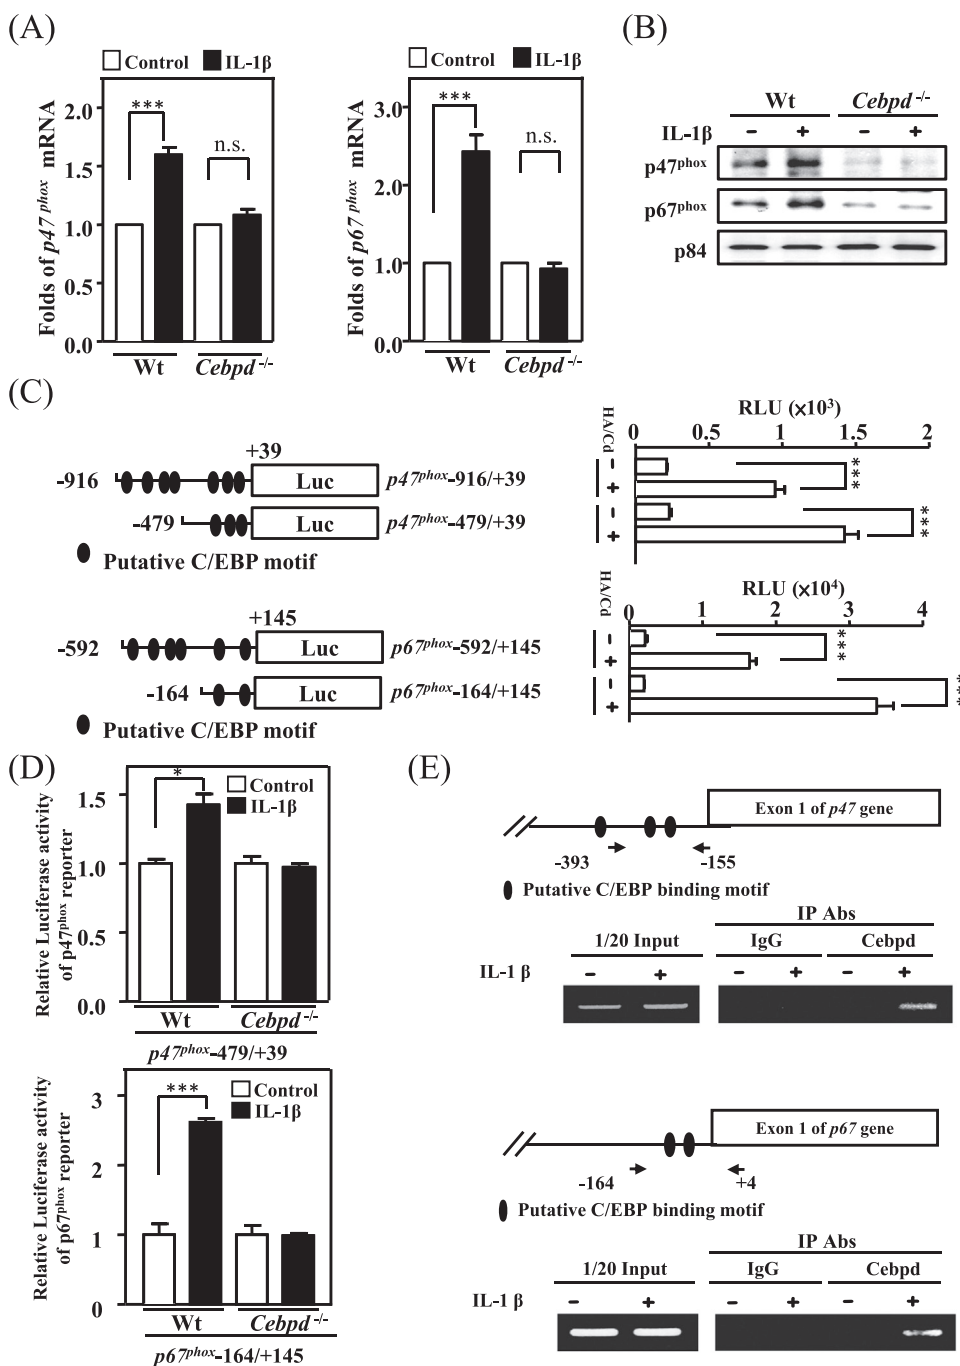 (A)
Control IL-1β
Folds of p47 phox mRNA
2.0
1.5
1.0
0.5
0.0
***
n.s.
Wt Cebpd -/-
Control IL-1β
Folds of p67 phox mRNA
3.0
2.0
1.0
0.0
***
n.s.
Wt Cebpd -/-
(B)
Wt Cebpd -/-
IL-1β - + - +
p47phox
p67phox
p84
(C)
+39
-916 Luc p47phox-916/+39
-479 Luc p47phox-479/+39
Putative C/EBP motif
RLU (×10³)
HA/Cd 0 0.5 1 1.5 2
-
+
-
+
***
***
+145
-592 Luc p67phox-592/+145
-164 Luc p67phox-164/+145
Putative C/EBP motif
RLU (×10⁴)
HA/Cd 0 1 2 3 4
-
+
-
+
***
***
(D)
Control
IL-1β
Relative Luciferase activity
of p47phox reporter
1.5
1.0
0.5
0.0
*
Wt Cebpd -/-
p47phox-479/+39
Control
IL-1β
Relative Luciferase activity
of p67phox reporter
3
2
1
0
***
Wt Cebpd -/-
p67phox-164/+145
(E)
Exon 1 of p47 gene
-393 -155
Putative C/EBP binding motif
IP Abs
1/20 Input IgG Cebpd
IL-1 β - + - + - +
Exon 1 of p67 gene
-164 +4
Putative C/EBP binding motif
IP Abs
1/20 Input IgG Cebpd
IL-1 β - + - + - +